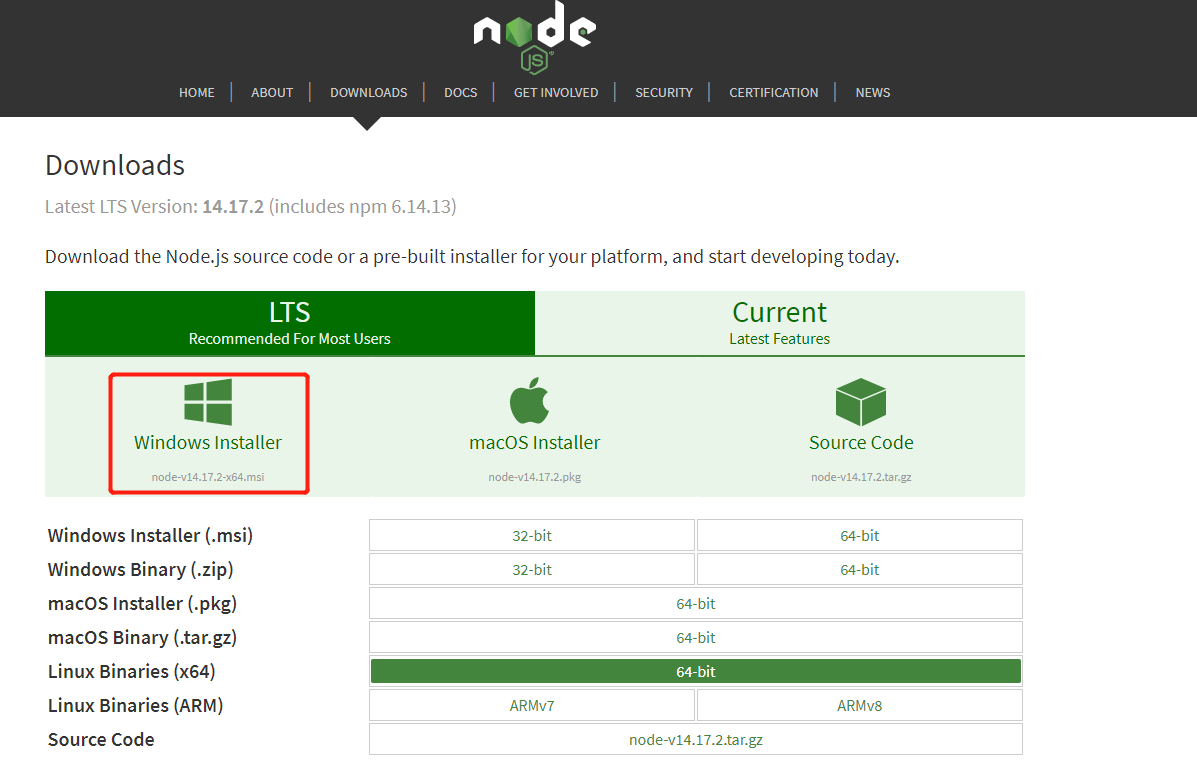 node
JS
HOME ABOUT DOWNLOADS DOCS GET INVOLVED SECURITY CERTIFICATION NEWS
Downloads
Latest LTS Version: 14.17.2 (includes npm 6.14.13)
Download the Node.js source code or a pre-built installer for your platform, and start developing today.
LTS
Recommended For Most Users
Current
Latest Features
Windows Installer
node-v14.17.2-x64.msi
macOS Installer
node-v14.17.2.pkg
Source Code
node-v14.17.2.tar.gz
Windows Installer (.msi) 32-bit 64-bit
Windows Binary (.zip) 32-bit 64-bit
macOS Installer (.pkg) 64-bit
macOS Binary (.tar.gz) 64-bit
Linux Binaries (x64) 64-bit
Linux Binaries (ARM) ARMv7 ARMv8
Source Code node-v14.17.2.tar.gz